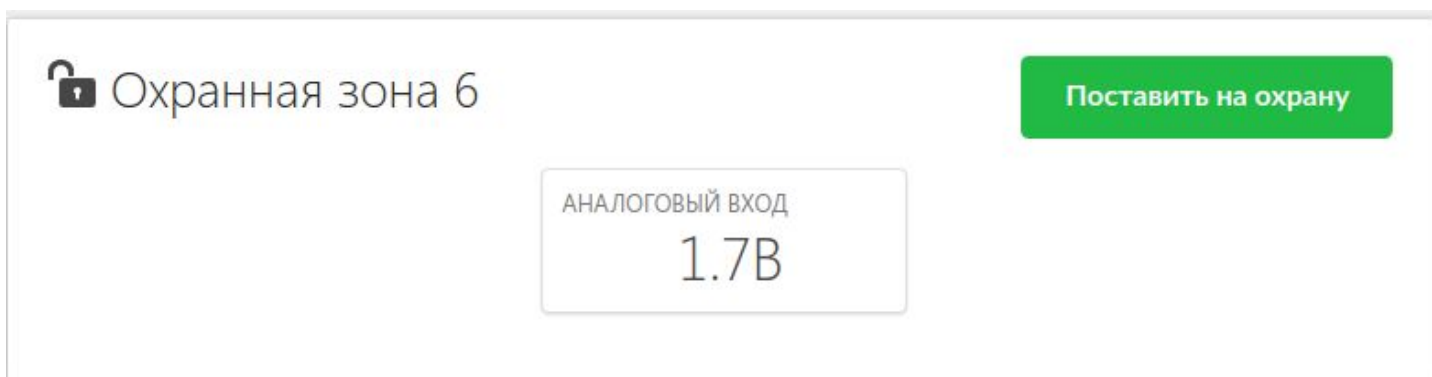 Охранная зона 6
Поставить на охрану
АНАЛОГОВЫЙ ВХОД
1.7В